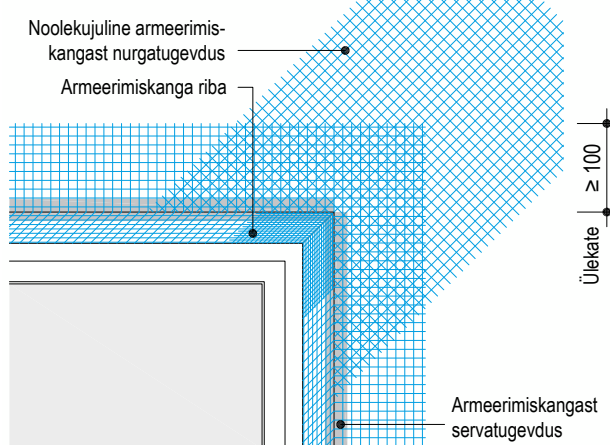 Noolekujuline armeerimis-
kangast nurgatugevdus
Armeerimiskanga riba
≥ 100
Ülekate
Armeerimiskangast
servatugevdus